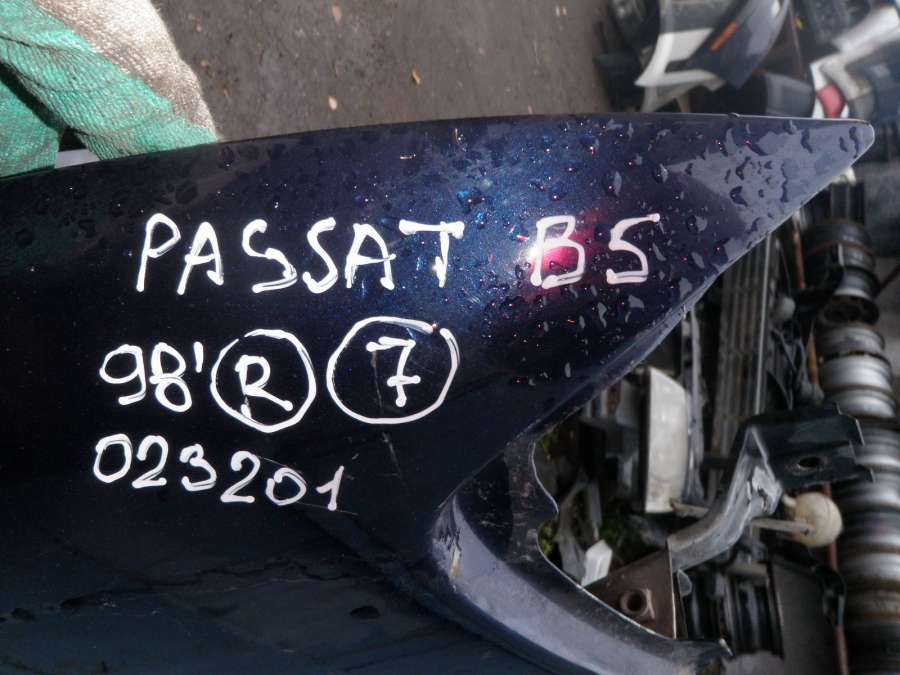 PASSAT B5
98' R 7
023201